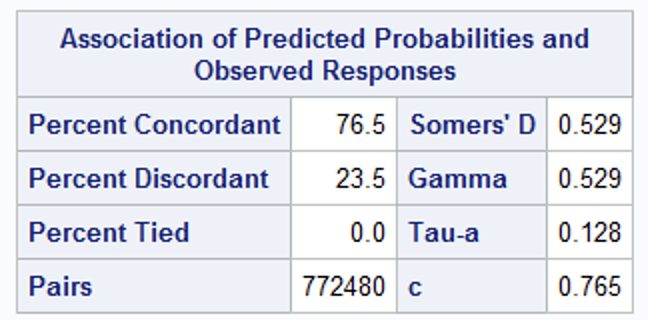 Association of Predicted Probabilities and
Observed Responses
Percent Concordant 76.5 Somers' D 0.529
Percent Discordant 23.5 Gamma 0.529
Percent Tied 0.0 Tau-a 0.128
Pairs 772480 c 0.765